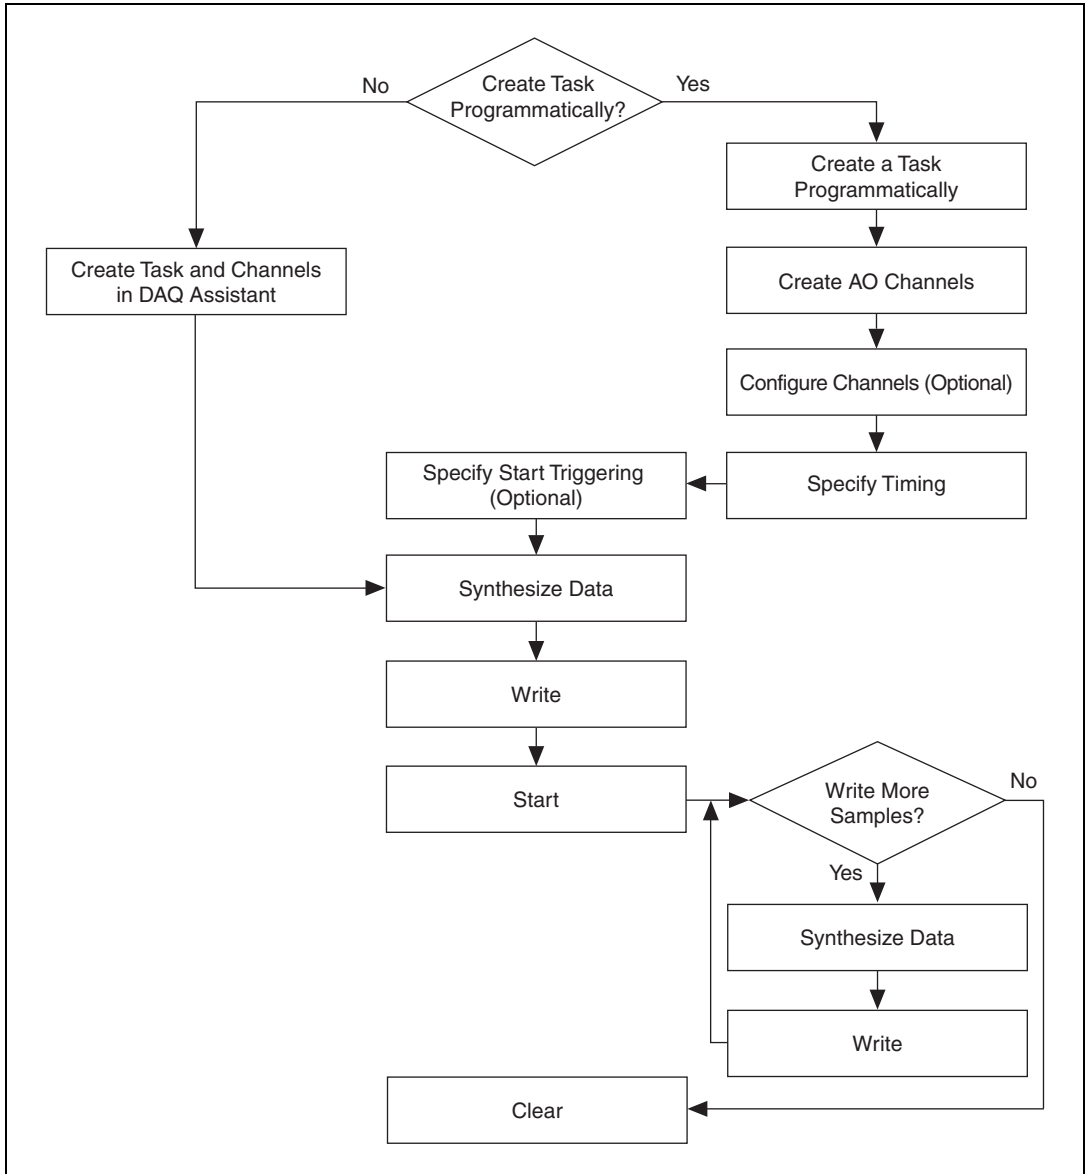 Create Task
Programmatically?
No
Yes
Create a Task
Programmatically
Create Task and Channels
in DAQ Assistant
Create AO Channels
Configure Channels (Optional)
Specify Start Triggering
(Optional)
Specify Timing
Synthesize Data
Write
Start
Write More
Samples?
No
Yes
Synthesize Data
Write
Clear